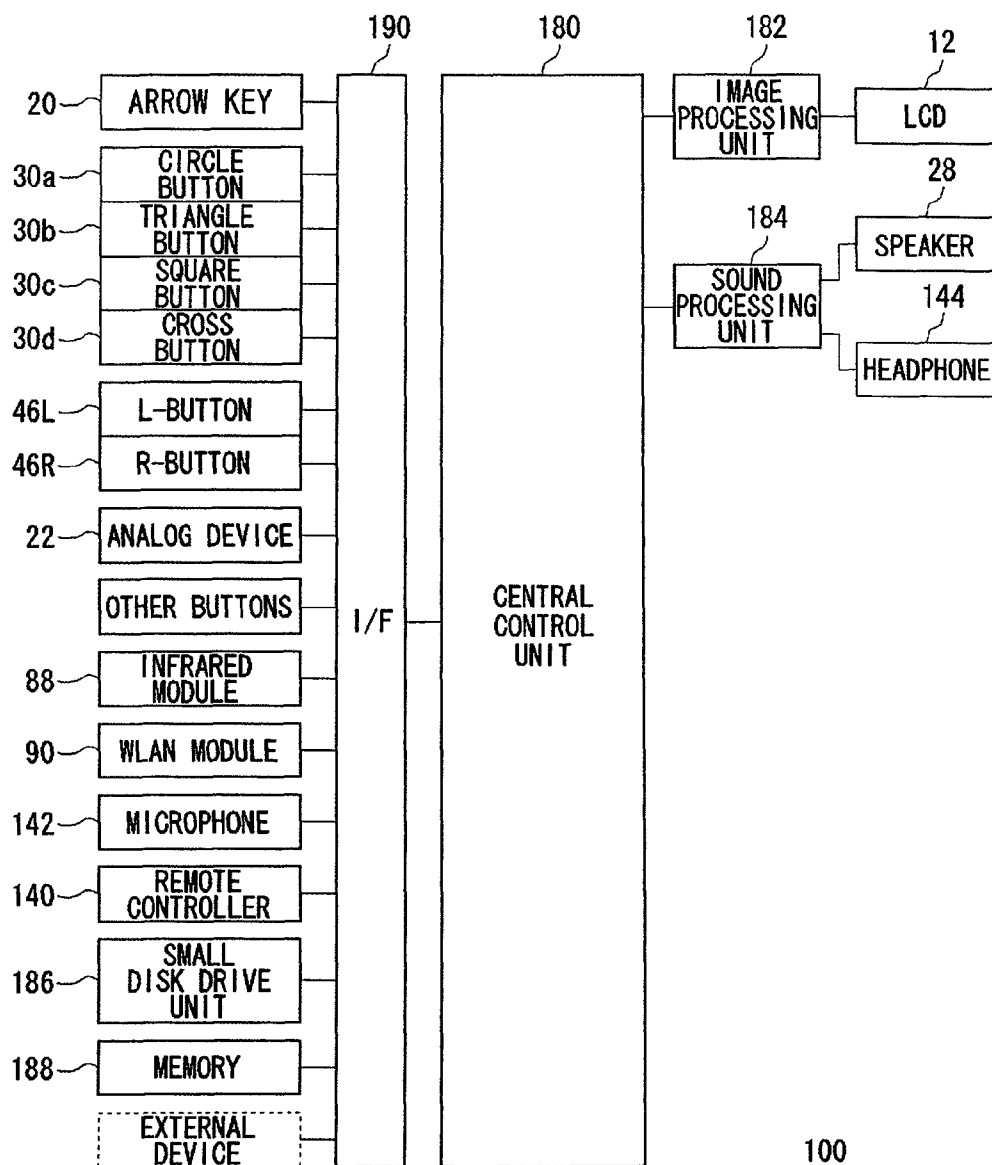 190
180
182
12
20
ARROW KEY
IMAGE
PROCESSING
UNIT
LCD
30a
CIRCLE
BUTTON
30b
TRIANGLE
BUTTON
30c
SQUARE
BUTTON
30d
CROSS
BUTTON
28
SPEAKER
184
SOUND
PROCESSING
UNIT
144
HEADPHONE
46L
L-BUTTON
46R
R-BUTTON
22
ANALOG DEVICE
OTHER BUTTONS
I/F
CENTRAL
CONTROL
UNIT
88
INFRARED
MODULE
90
WLAN MODULE
142
MICROPHONE
140
REMOTE
CONTROLLER
186
SMALL
DISK DRIVE
UNIT
188
MEMORY
EXTERNAL
DEVICE
100